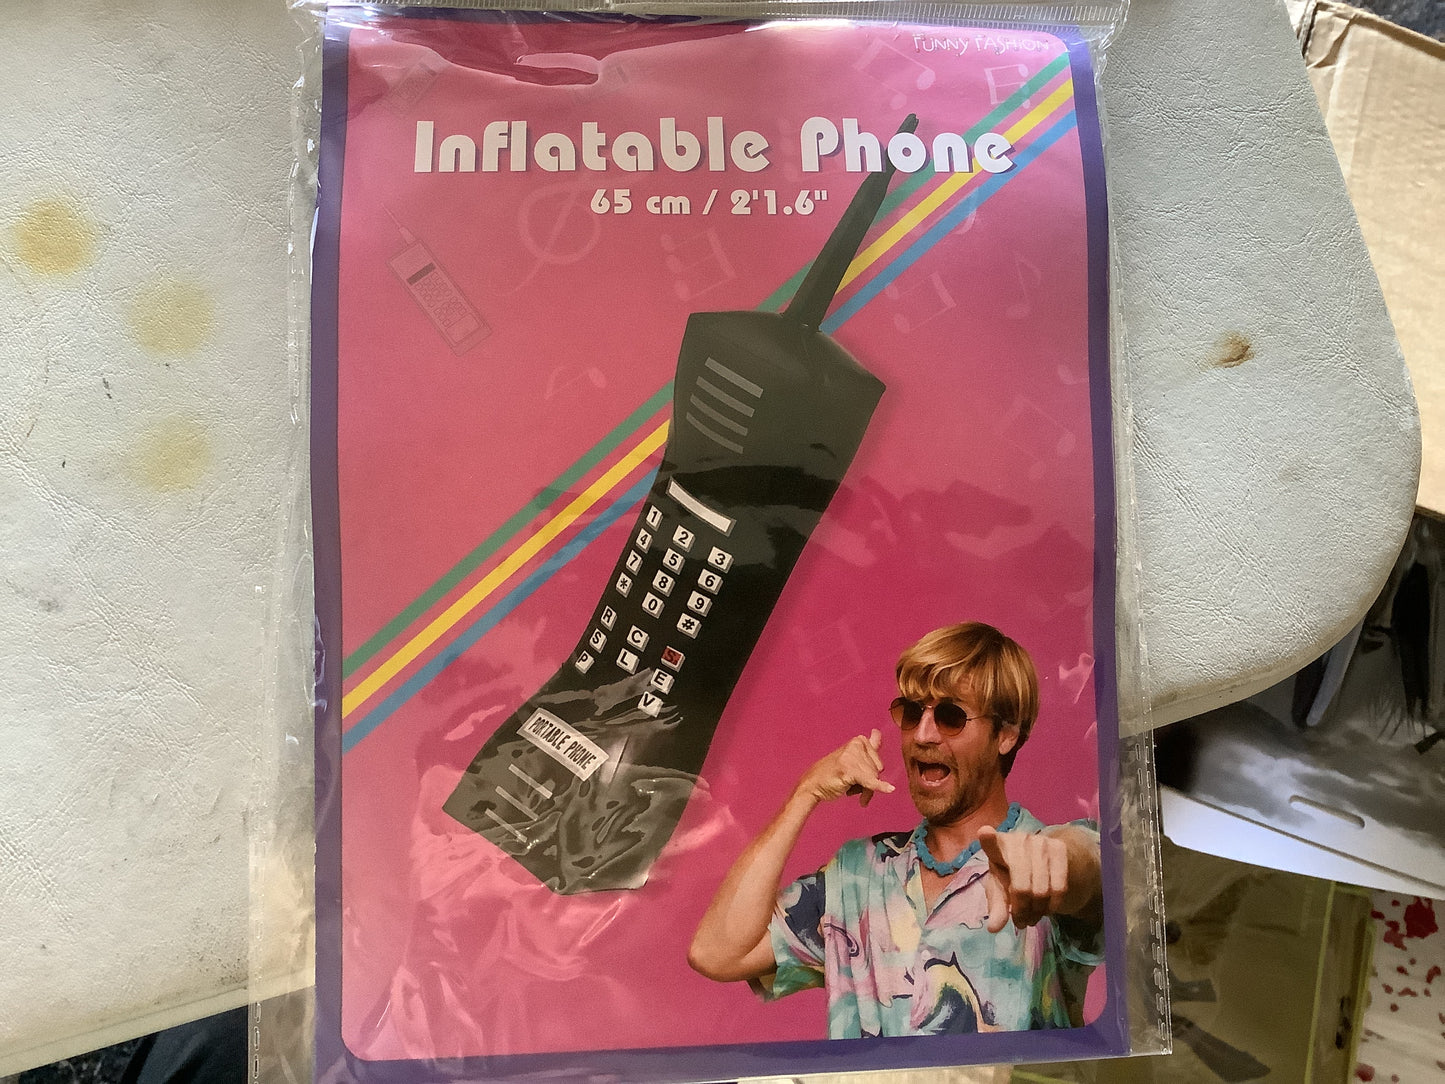 FUNNY FASHION
Inflatable Phone
65 cm / 2'1.6"
1 2 3
4 5 6
7 8 9
* 0 #
R C S
S L E
P V
PORTABLE PHONE